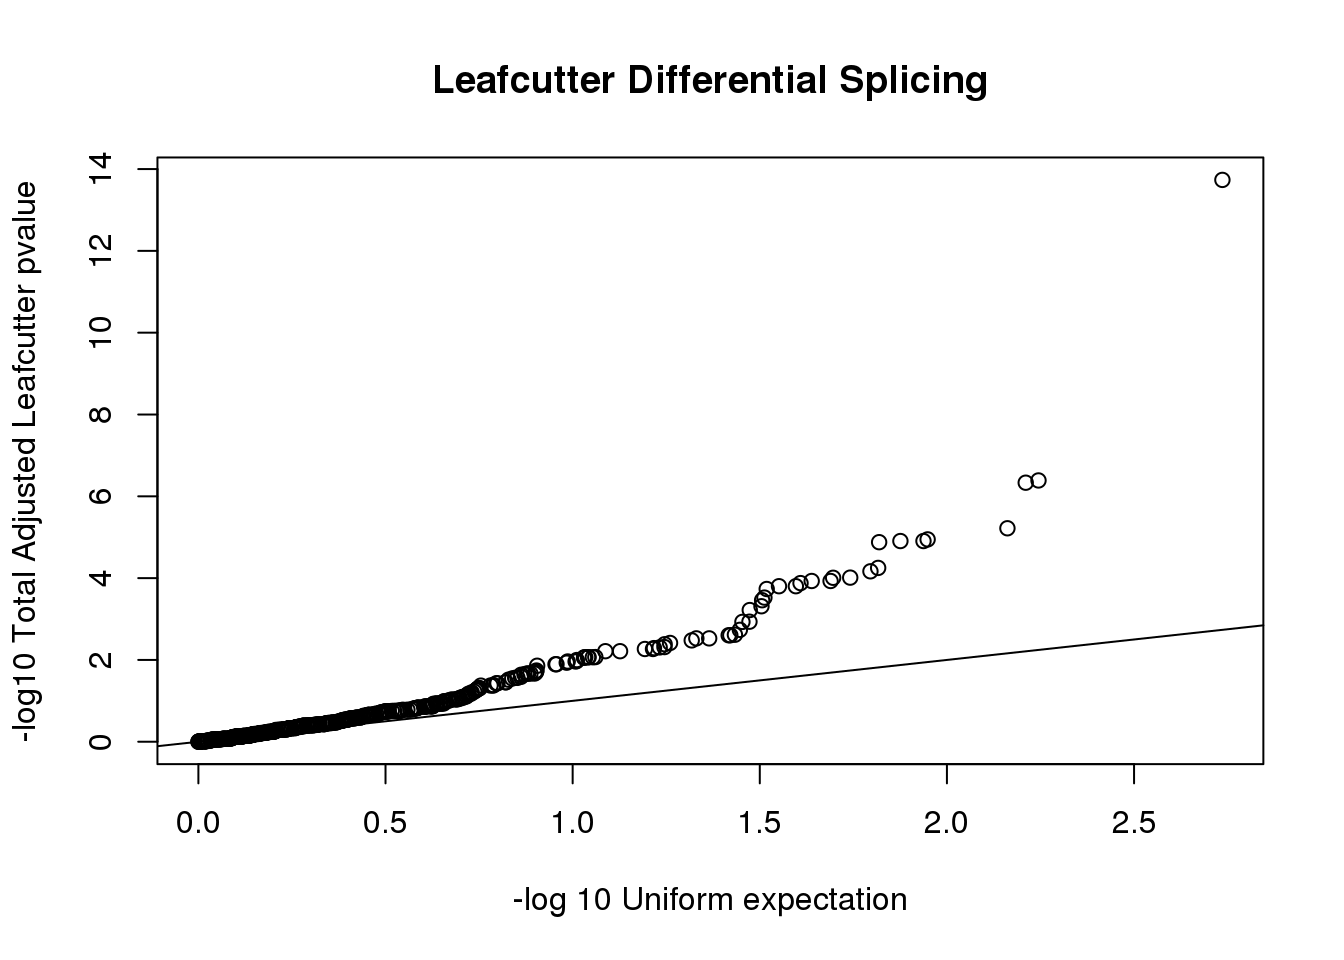 Leafcutter Differential Splicing
-log10 Total Adjusted Leafcutter pvalue
14
12
10
8
6
4
2
0
0.0 0.5 1.0 1.5 2.0 2.5
-log 10 Uniform expectation